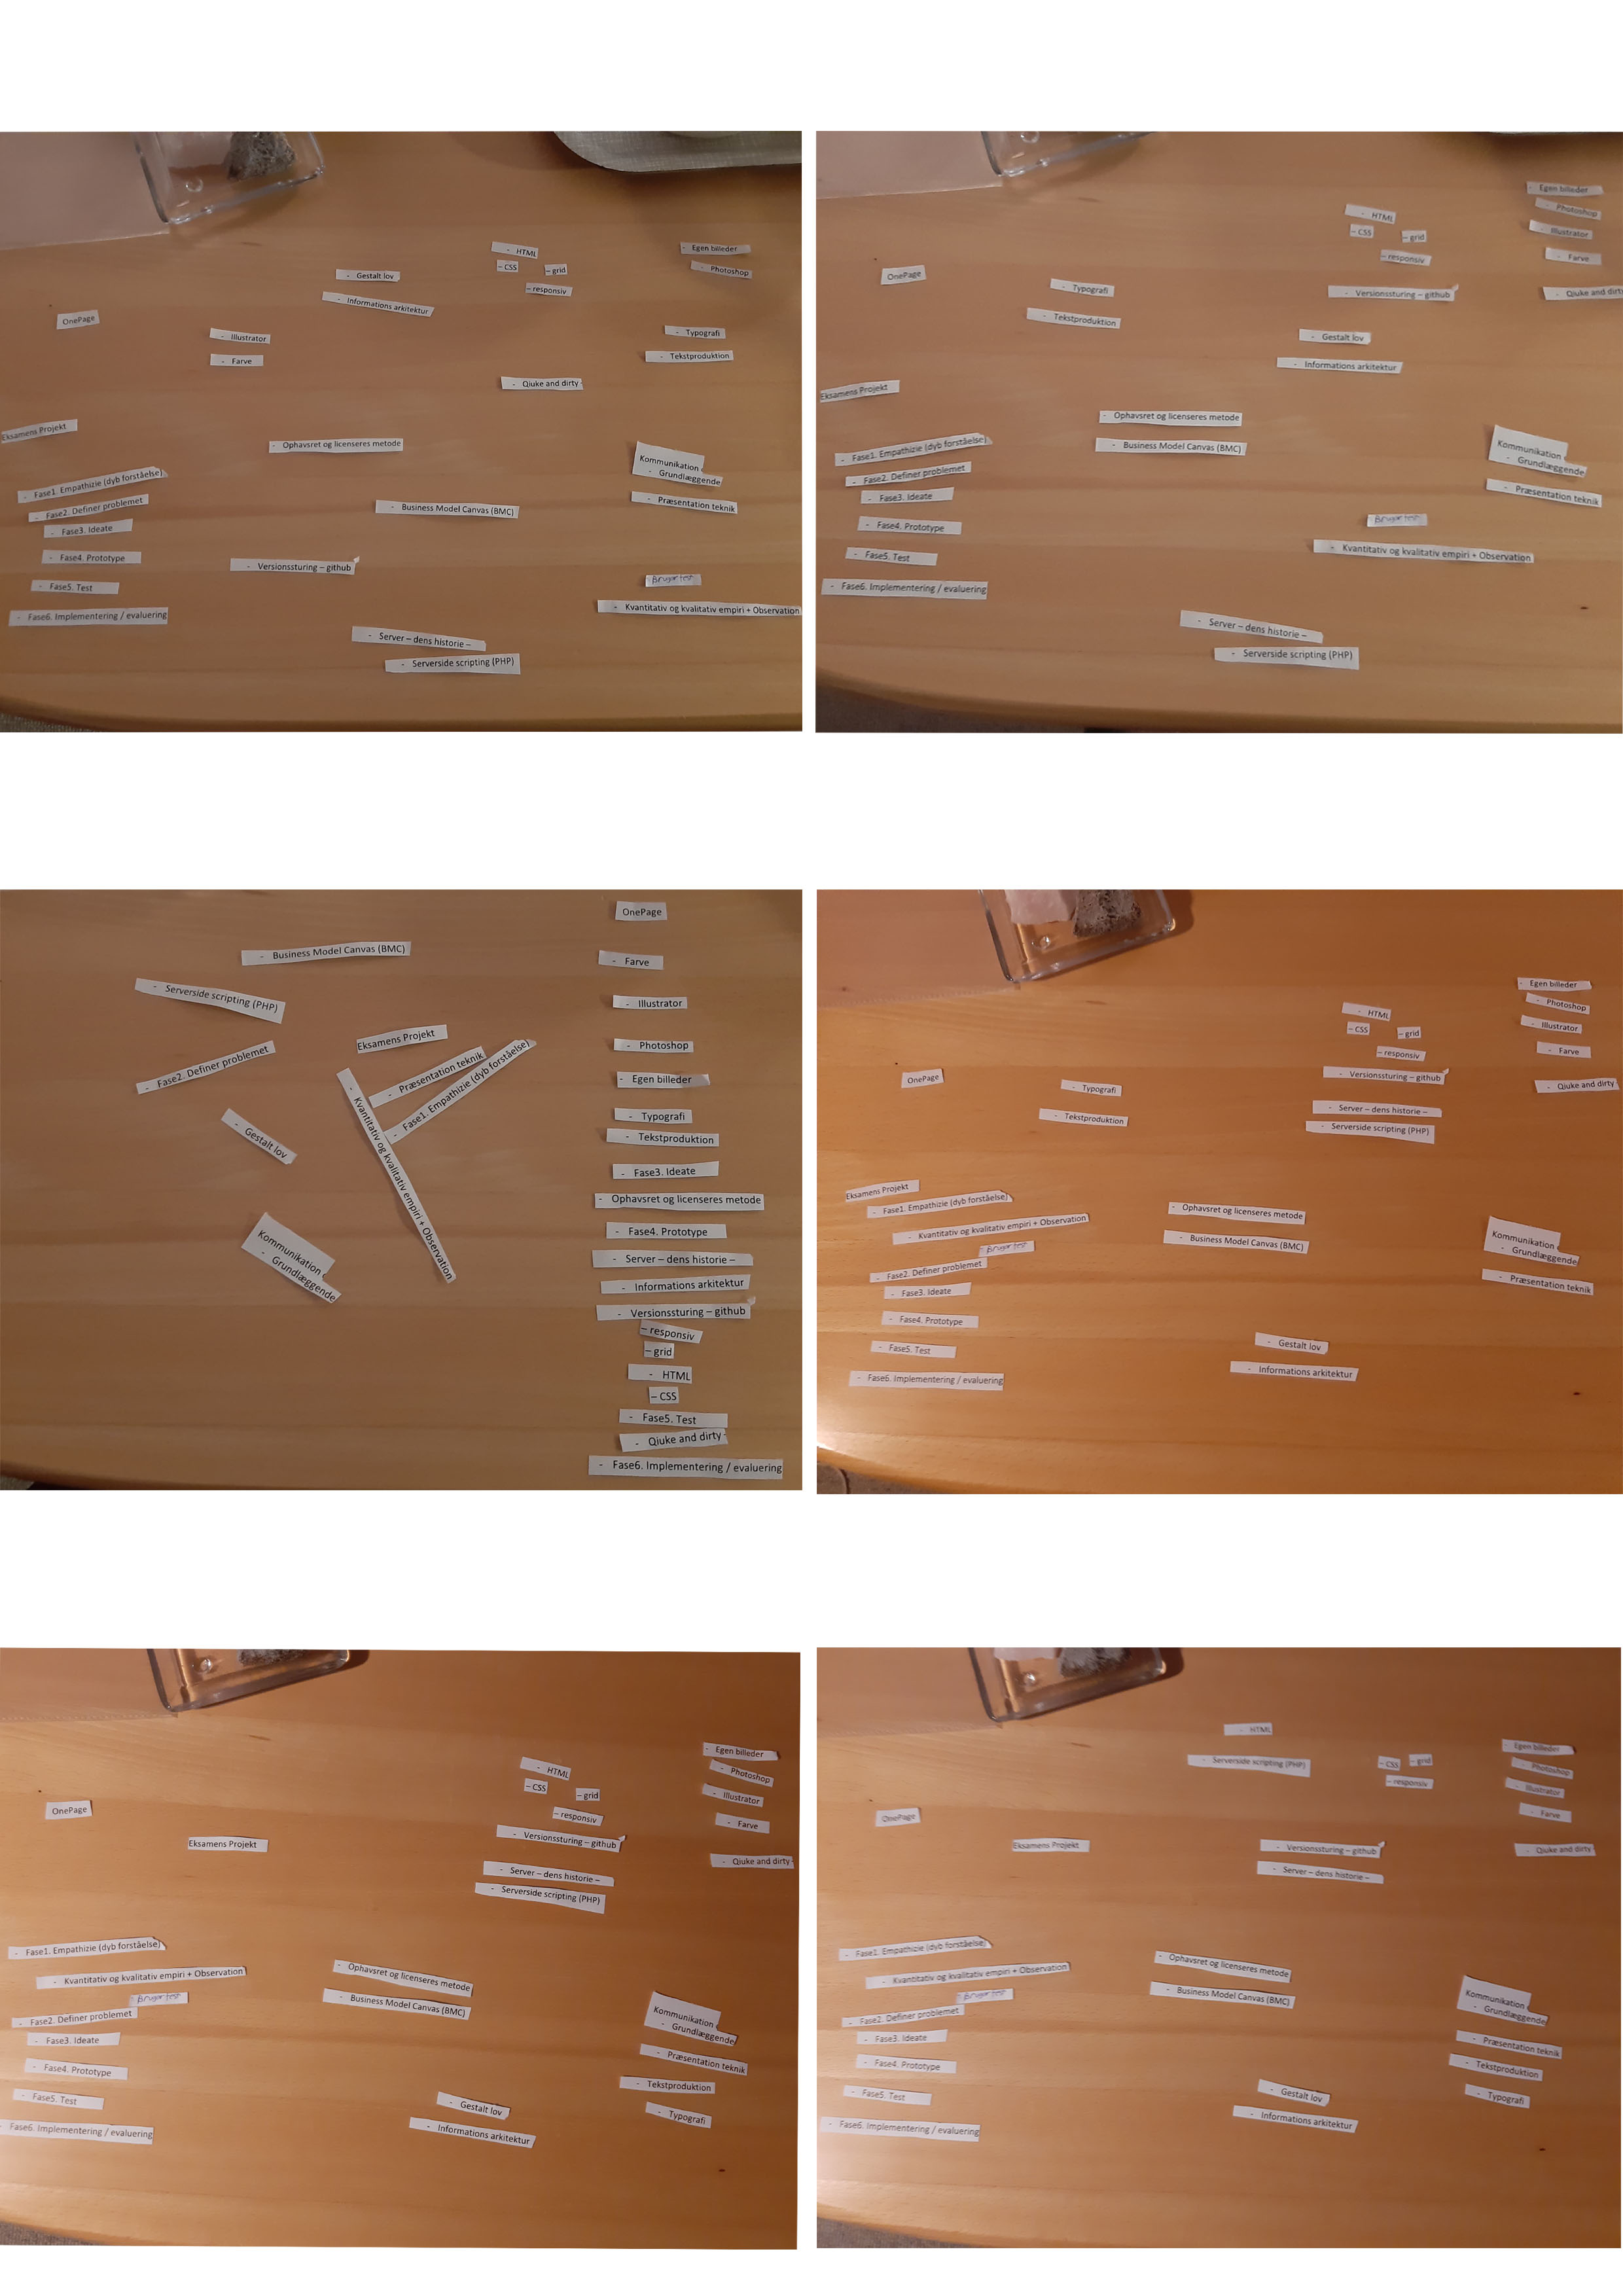 - HTML
- Egen billeder
– CSS
– grid
- Photoshop
- Gestalt lov
– responsiv
- Informations arkitektur
OnePage
- Illustrator
- Typografi
- Farve
- Tekstproduktion
- Qiuke and dirty
Eksamens Projekt
- Ophavsret og licenseres metode
Kommunikation
- Grundlæggende
- Fase1. Empathizie (dyb forståelse)
- Præsentation teknik
- Fase2. Definer problemet
- Business Model Canvas (BMC)
- Fase3. Ideate
- Fase4. Prototype
- Versionssturing – github
- Bruger test
- Fase5. Test
- Kvantitativ og kvalitativ empiri + Observation
- Fase6. Implementering / evaluering
- Server – dens historie –
- Serverside scripting (PHP)
- Egen billeder
- HTML
- Photoshop
– CSS
– grid
- Illustrator
– responsiv
- Farve
OnePage
- Typografi
- Versionssturing – github
- Qiuke and dirty
- Tekstproduktion
- Gestalt lov
- Informations arkitektur
Eksamens Projekt
- Ophavsret og licenseres metode
- Business Model Canvas (BMC)
Kommunikation
- Grundlæggende
- Fase1. Empathizie (dyb forståelse)
- Fase2. Definer problemet
- Præsentation teknik
- Fase3. Ideate
- Bruger test
- Fase4. Prototype
- Kvantitativ og kvalitativ empiri + Observation
- Fase5. Test
- Fase6. Implementering / evaluering
- Server – dens historie –
- Serverside scripting (PHP)
OnePage
- Business Model Canvas (BMC)
- Farve
- Serverside scripting (PHP)
- Illustrator
Eksamens Projekt
- Photoshop
- Præsentation teknik
- Fase1. Empathizie (dyb forståelse)
- Fase2. Definer problemet
- Egen billeder
- Kvantitativ og kvalitativ empiri + Observation
- Typografi
- Gestalt lov
- Tekstproduktion
- Fase3. Ideate
- Ophavsret og licenseres metode
- Fase4. Prototype
Kommunikation
- Grundlæggende
- Server – dens historie –
- Informations arkitektur
- Versionssturing – github
– responsiv
– grid
- HTML
– CSS
- Fase5. Test
- Qiuke and dirty
- Fase6. Implementering / evaluering
- Egen billeder
- HTML
- Photoshop
– CSS
– grid
- Illustrator
– responsiv
- Farve
OnePage
- Versionssturing – github
- Typografi
- Qiuke and dirty
- Tekstproduktion
- Server – dens historie –
- Serverside scripting (PHP)
Eksamens Projekt
- Fase1. Empathizie (dyb forståelse)
- Ophavsret og licenseres metode
- Kvantitativ og kvalitativ empiri + Observation
- Business Model Canvas (BMC)
Kommunikation
- Grundlæggende
- Bruger test
- Fase2. Definer problemet
- Præsentation teknik
- Fase3. Ideate
- Fase4. Prototype
- Gestalt lov
- Fase5. Test
- Informations arkitektur
- Fase6. Implementering / evaluering
- Egen billeder
- HTML
- Photoshop
– CSS
– grid
- Illustrator
OnePage
– responsiv
- Farve
Eksamens Projekt
- Versionssturing – github
- Qiuke and dirty
- Server – dens historie –
- Serverside scripting (PHP)
- Fase1. Empathizie (dyb forståelse)
- Kvantitativ og kvalitativ empiri + Observation
- Ophavsret og licenseres metode
- Bruger test
- Business Model Canvas (BMC)
Kommunikation
- Grundlæggende
- Fase2. Definer problemet
- Fase3. Ideate
- Præsentation teknik
- Fase4. Prototype
- Tekstproduktion
- Fase5. Test
- Gestalt lov
- Typografi
- Fase6. Implementering / evaluering
- Informations arkitektur
- HTML
- Egen billeder
- Serverside scripting (PHP)
– CSS
– grid
- Photoshop
– responsiv
- Illustrator
OnePage
- Farve
Eksamens Projekt
- Versionssturing – github
- Qiuke and dirty
- Server – dens historie –
- Fase1. Empathizie (dyb forståelse)
- Ophavsret og licenseres metode
- Kvantitativ og kvalitativ empiri + Observation
- Bruger test
- Business Model Canvas (BMC)
Kommunikation
- Grundlæggende
- Fase2. Definer problemet
- Fase3. Ideate
- Præsentation teknik
- Fase4. Prototype
- Tekstproduktion
- Fase5. Test
- Gestalt lov
- Typografi
- Fase6. Implementering / evaluering
- Informations arkitektur